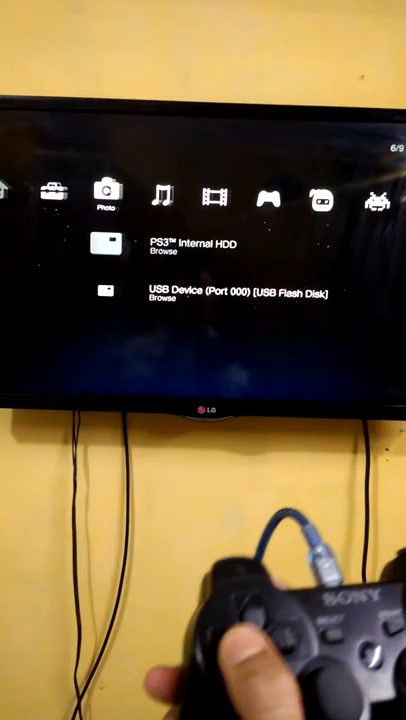 6/9
Photo
PS3™ Internal HDD
Browse
USB Device (Port 000) [USB Flash Disk]
Browse
LG
SONY